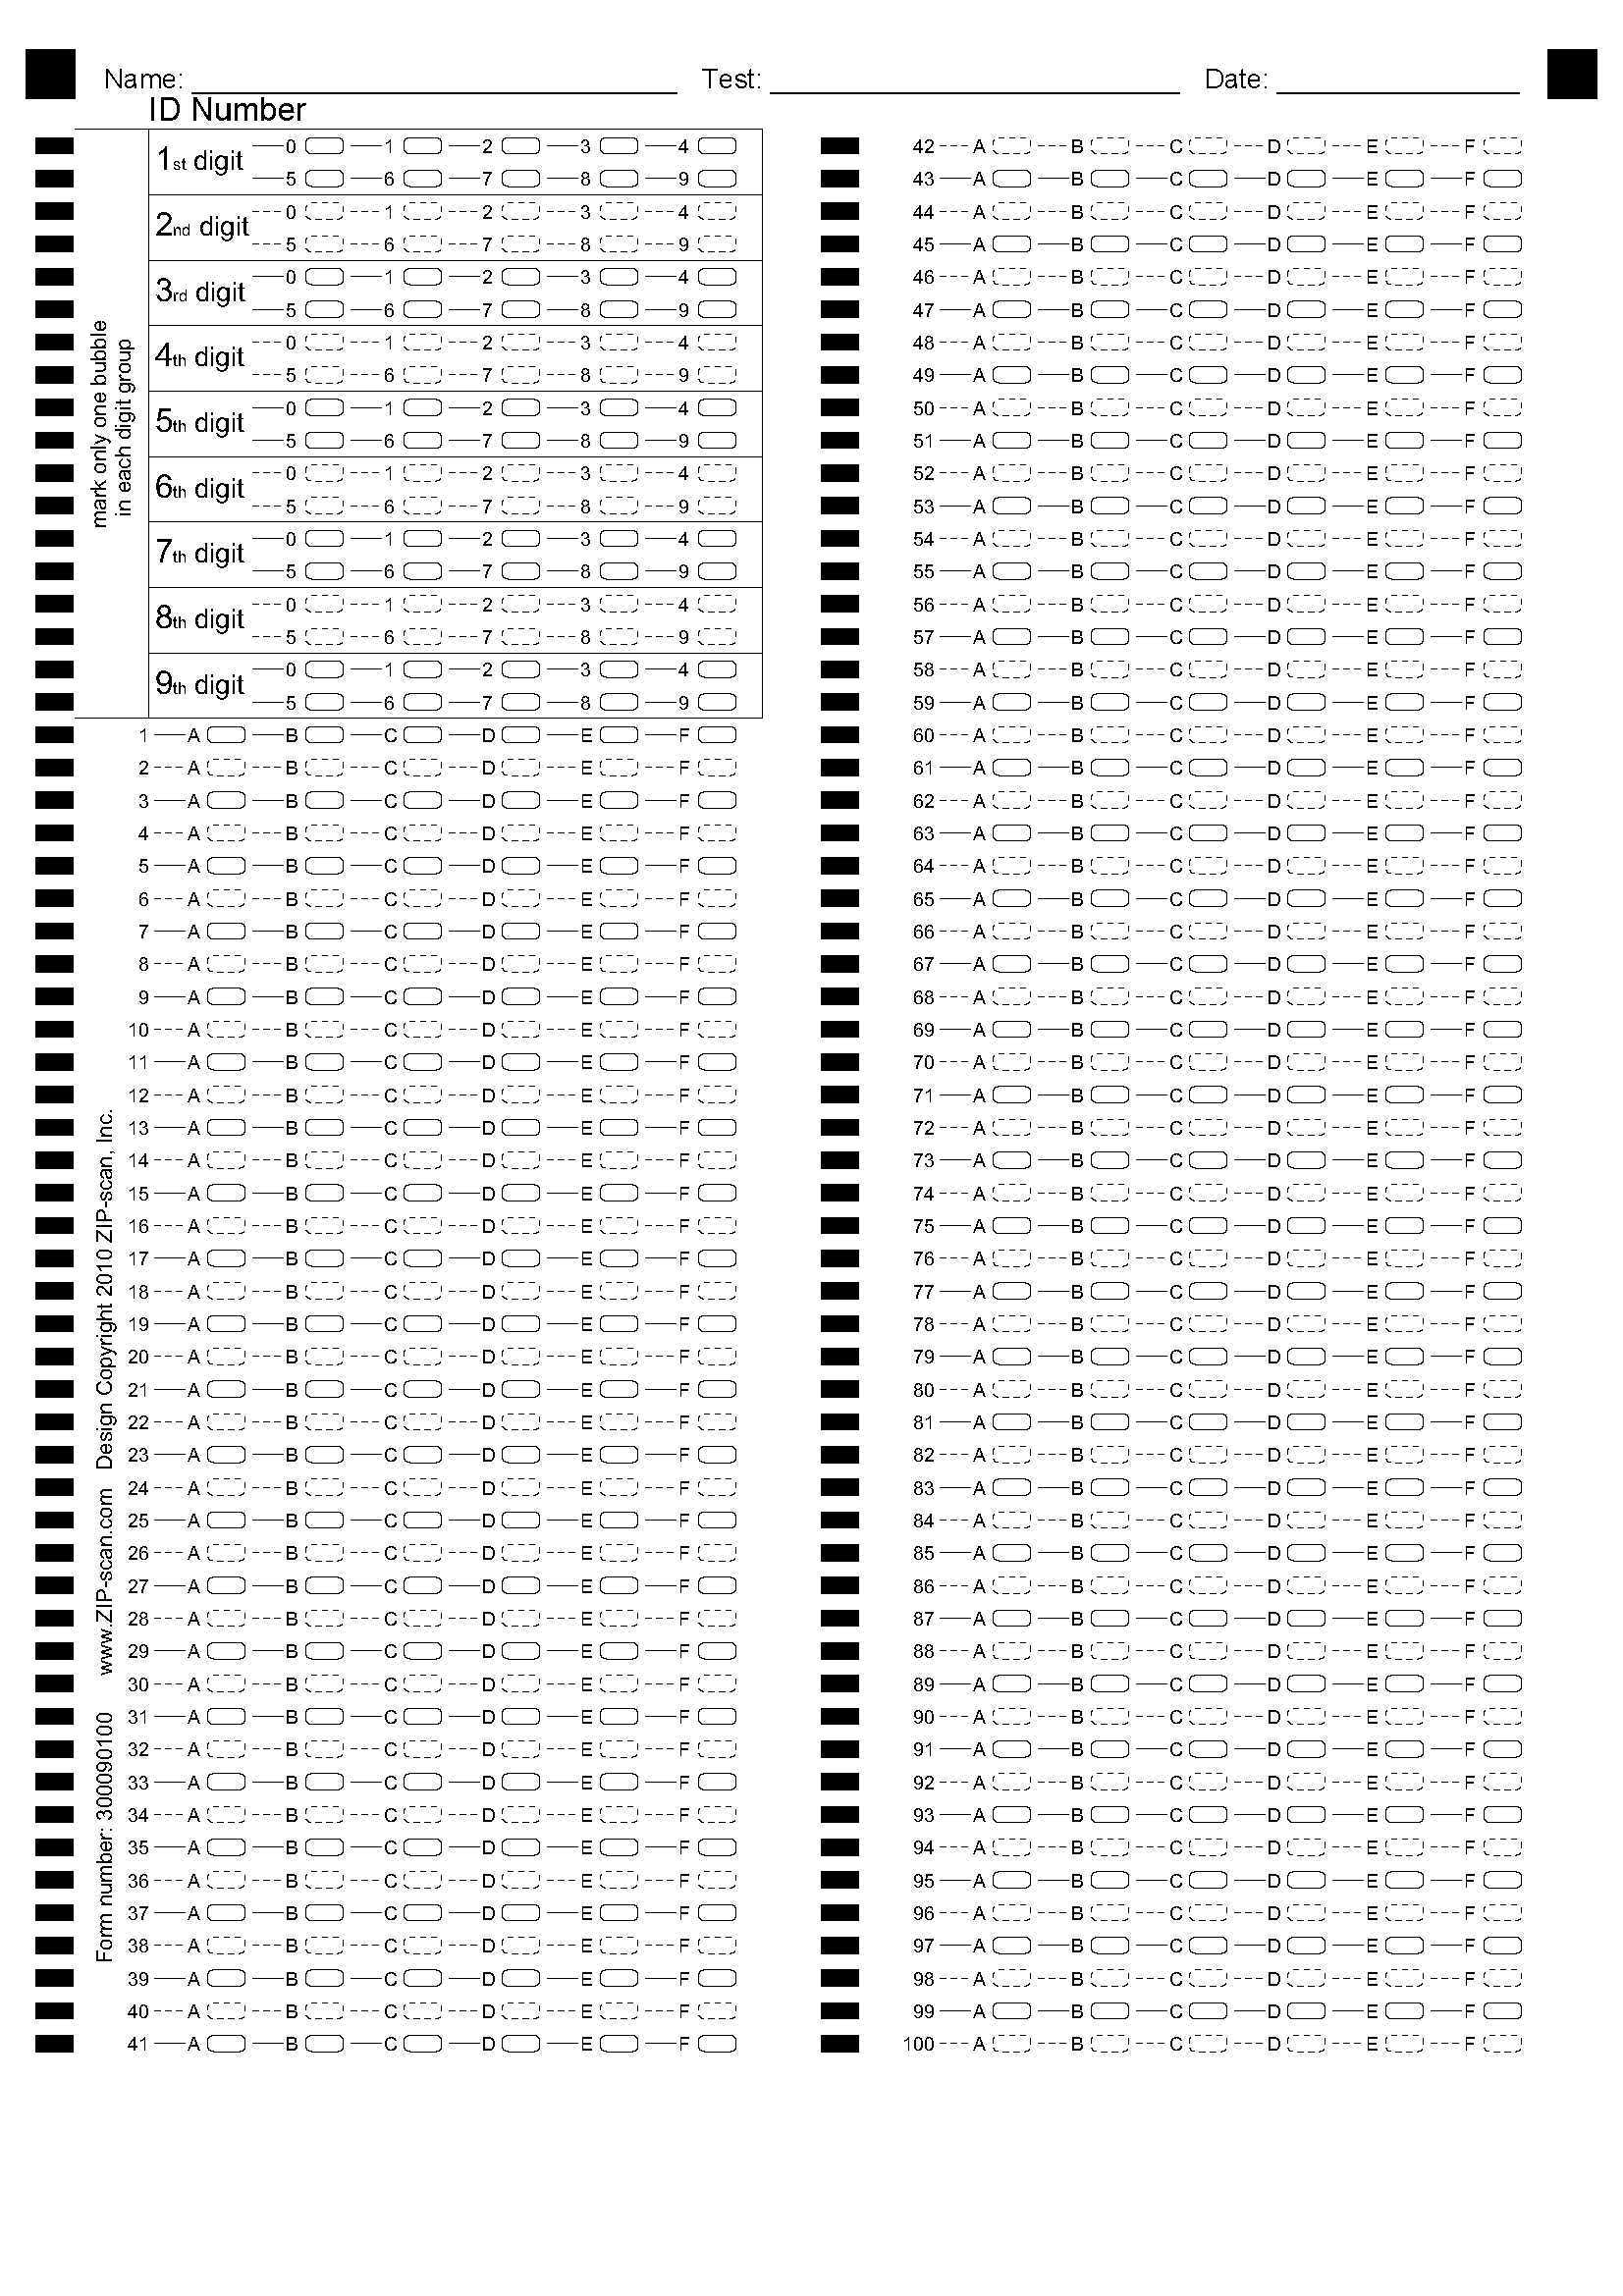 Name: Test: Date:
ID Number
mark only one bubble
in each digit group
1st digit 0 1 2 3 4
5 6 7 8 9
2nd digit 0 1 2 3 4
5 6 7 8 9
3rd digit 0 1 2 3 4
5 6 7 8 9
4th digit 0 1 2 3 4
5 6 7 8 9
5th digit 0 1 2 3 4
5 6 7 8 9
6th digit 0 1 2 3 4
5 6 7 8 9
7th digit 0 1 2 3 4
5 6 7 8 9
8th digit 0 1 2 3 4
5 6 7 8 9
9th digit 0 1 2 3 4
5 6 7 8 9
1 A B C D E F
2 A B C D E F
3 A B C D E F
4 A B C D E F
5 A B C D E F
6 A B C D E F
7 A B C D E F
8 A B C D E F
9 A B C D E F
10 A B C D E F
11 A B C D E F
12 A B C D E F
13 A B C D E F
14 A B C D E F
15 A B C D E F
16 A B C D E F
17 A B C D E F
18 A B C D E F
19 A B C D E F
20 A B C D E F
21 A B C D E F
22 A B C D E F
23 A B C D E F
24 A B C D E F
25 A B C D E F
26 A B C D E F
27 A B C D E F
28 A B C D E F
29 A B C D E F
30 A B C D E F
31 A B C D E F
32 A B C D E F
33 A B C D E F
34 A B C D E F
35 A B C D E F
36 A B C D E F
37 A B C D E F
38 A B C D E F
39 A B C D E F
40 A B C D E F
41 A B C D E F
Form number: 300090100 www.ZIP-scan.com Design Copyright 2010 ZIP-scan, Inc.
42 A B C D E F
43 A B C D E F
44 A B C D E F
45 A B C D E F
46 A B C D E F
47 A B C D E F
48 A B C D E F
49 A B C D E F
50 A B C D E F
51 A B C D E F
52 A B C D E F
53 A B C D E F
54 A B C D E F
55 A B C D E F
56 A B C D E F
57 A B C D E F
58 A B C D E F
59 A B C D E F
60 A B C D E F
61 A B C D E F
62 A B C D E F
63 A B C D E F
64 A B C D E F
65 A B C D E F
66 A B C D E F
67 A B C D E F
68 A B C D E F
69 A B C D E F
70 A B C D E F
71 A B C D E F
72 A B C D E F
73 A B C D E F
74 A B C D E F
75 A B C D E F
76 A B C D E F
77 A B C D E F
78 A B C D E F
79 A B C D E F
80 A B C D E F
81 A B C D E F
82 A B C D E F
83 A B C D E F
84 A B C D E F
85 A B C D E F
86 A B C D E F
87 A B C D E F
88 A B C D E F
89 A B C D E F
90 A B C D E F
91 A B C D E F
92 A B C D E F
93 A B C D E F
94 A B C D E F
95 A B C D E F
96 A B C D E F
97 A B C D E F
98 A B C D E F
99 A B C D E F
100 A B C D E F